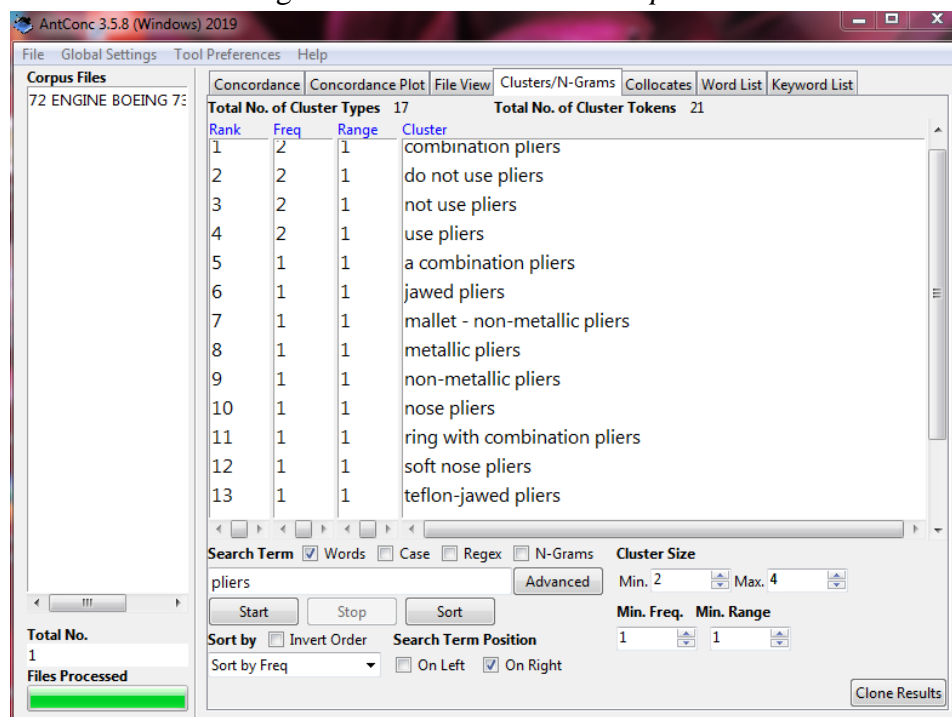 AntConc 3.5.8 (Windows) 2019
File Global Settings Tool Preferences Help
Corpus Files
72 ENGINE BOEING 73
Total No.
1
Files Processed
Concordance Concordance Plot File View Clusters/N-Grams Collocates Word List Keyword List
Total No. of Cluster Types 17 Total No. of Cluster Tokens 21
Rank Freq Range Cluster
1 2 1 combination pliers
2 2 1 do not use pliers
3 2 1 not use pliers
4 2 1 use pliers
5 1 1 a combination pliers
6 1 1 jawed pliers
7 1 1 mallet - non-metallic pliers
8 1 1 metallic pliers
9 1 1 non-metallic pliers
10 1 1 nose pliers
11 1 1 ring with combination pliers
12 1 1 soft nose pliers
13 1 1 teflon-jawed pliers
Search Term Words Case Regex N-Grams Cluster Size
pliers Advanced Min. 2 Max. 4
Start Stop Sort Min. Freq. Min. Range
Sort by Invert Order Search Term Position 1 1
Sort by Freq On Left On Right
Clone Results